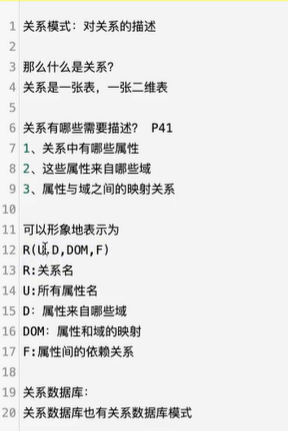 1 关系模式：对关系的描述
2
3 那么什么是关系?
4 关系是一张表，一张二维表
5
6 关系有哪些需要描述?  P41
7 1、关系中有哪些属性
8 2、这些属性来自哪些域
9 3、属性与域之间的映射关系
10
11 可以形象地表示为
12 R(U,D,DOM,F)
13 R:关系名
14 U:所有属性名
15 D: 属性来自哪些域
16 DOM: 属性和域的映射
17 F:属性间的依赖关系
18
19 关系数据库：
20 关系数据库也有关系数据库模式